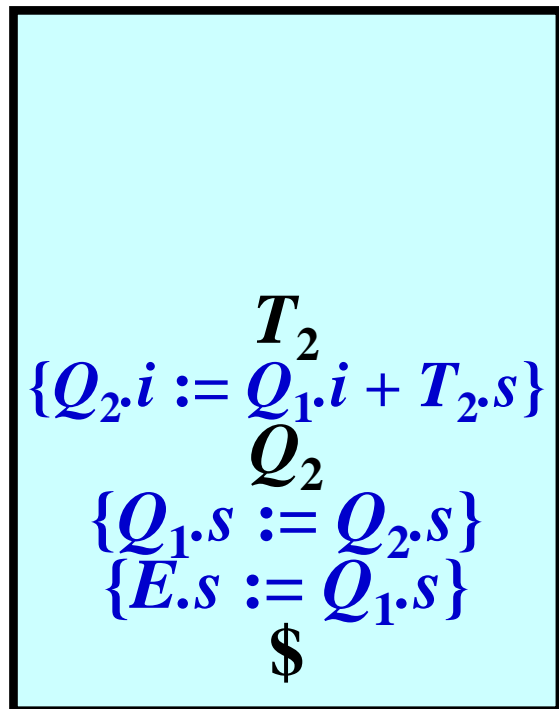 T₂
{Q₂.i := Q₁.i + T₂.s}
Q₂
{Q₁.s := Q₂.s}
{E.s := Q₁.s}
$